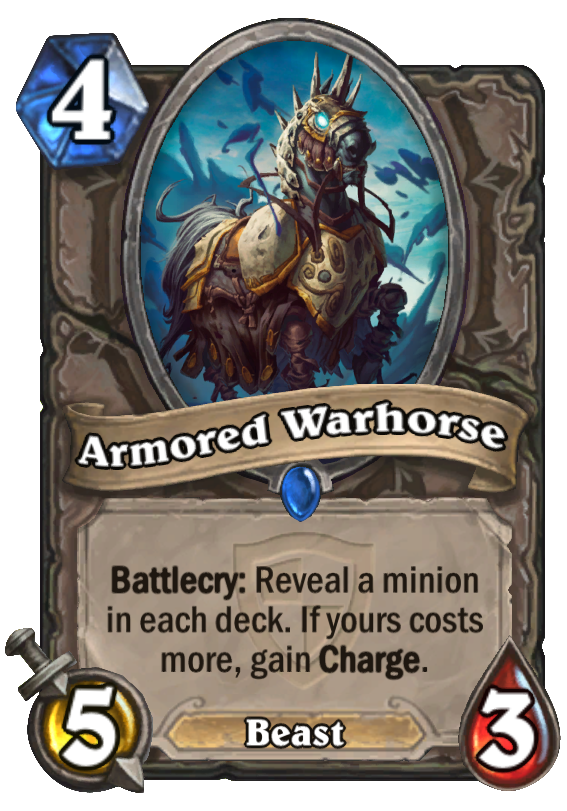 4
Armored Warhorse
Battlecry: Reveal a minion
in each deck. If yours costs
more, gain Charge.
5
Beast
3